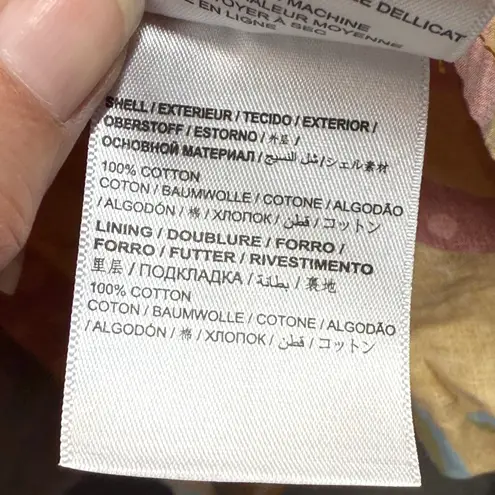 DELLICAT
MACHINE
VAPEUR MOYENNE
EN LIGNE / À SEC
SHELL / EXTERIEUR / TECIDO / EXTERIOR /
OBERSTOFF / ESTORNO / 外层 /
ОСНОВНОЙ МАТЕРИАЛ / شل النسيج / シェル素材
100% COTTON
COTON / BAUMWOLLE / COTONE / ALGODÃO
/ ALGODÓN / 棉 / ХЛОПОК / قطن / コットン
LINING / DOUBLURE / FORRO /
FORRO / FUTTER / RIVESTIMENTO
里层 / ПОДКЛАДКА / بطانة / 裏地
100% COTTON
COTON / BAUMWOLLE / COTONE / ALGODÃO
/ ALGODÓN / 棉 / ХЛОПОК / قطن / コットン